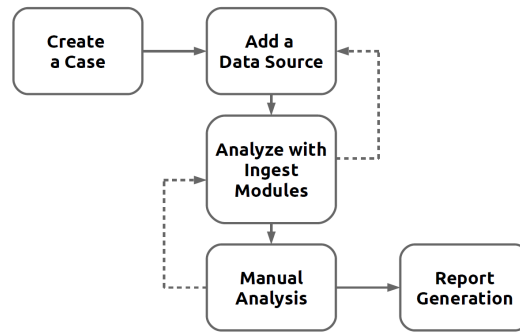 Create
a Case
Add a
Data Source
Analyze with
Ingest
Modules
Manual
Analysis
Report
Generation